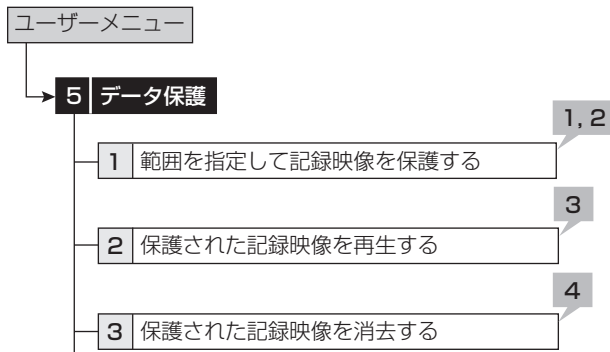 ユーザーメニュー
5 データ保護
1, 2
1 範囲を指定して記録映像を保護する
3
2 保護された記録映像を再生する
4
3 保護された記録映像を消去する